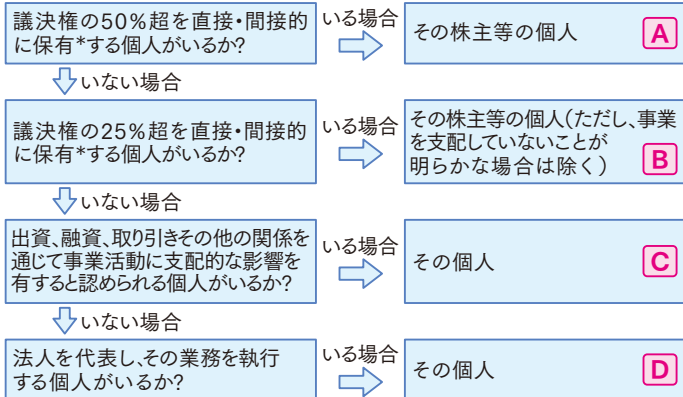 議決権の50%超を直接・間接的
に保有*する個人がいるか?
いる場合
その株主等の個人
A
いない場合
議決権の25%超を直接・間接的
に保有*する個人がいるか?
いる場合
その株主等の個人(ただし、事業
を支配していないことが
明らかな場合は除く)
B
いない場合
出資、融資、取り引きその他の関係を
通じて事業活動に支配的な影響を
有すると認められる個人がいるか?
いる場合
その個人
C
いない場合
法人を代表し、その業務を執行
する個人がいるか?
いる場合
その個人
D